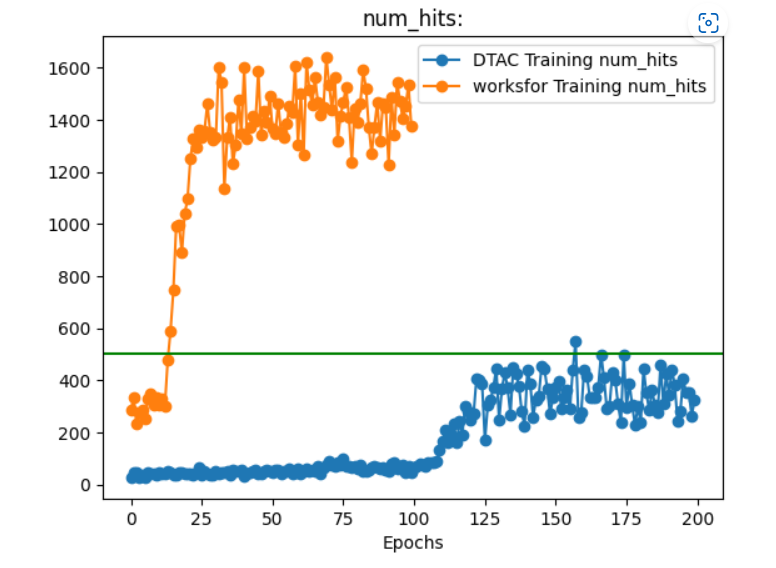 num_hits:
DTAC Training num_hits
worksfor Training num_hits
1600
1400
1200
1000
800
600
400
200
0
0 25 50 75 100 125 150 175 200
Epochs